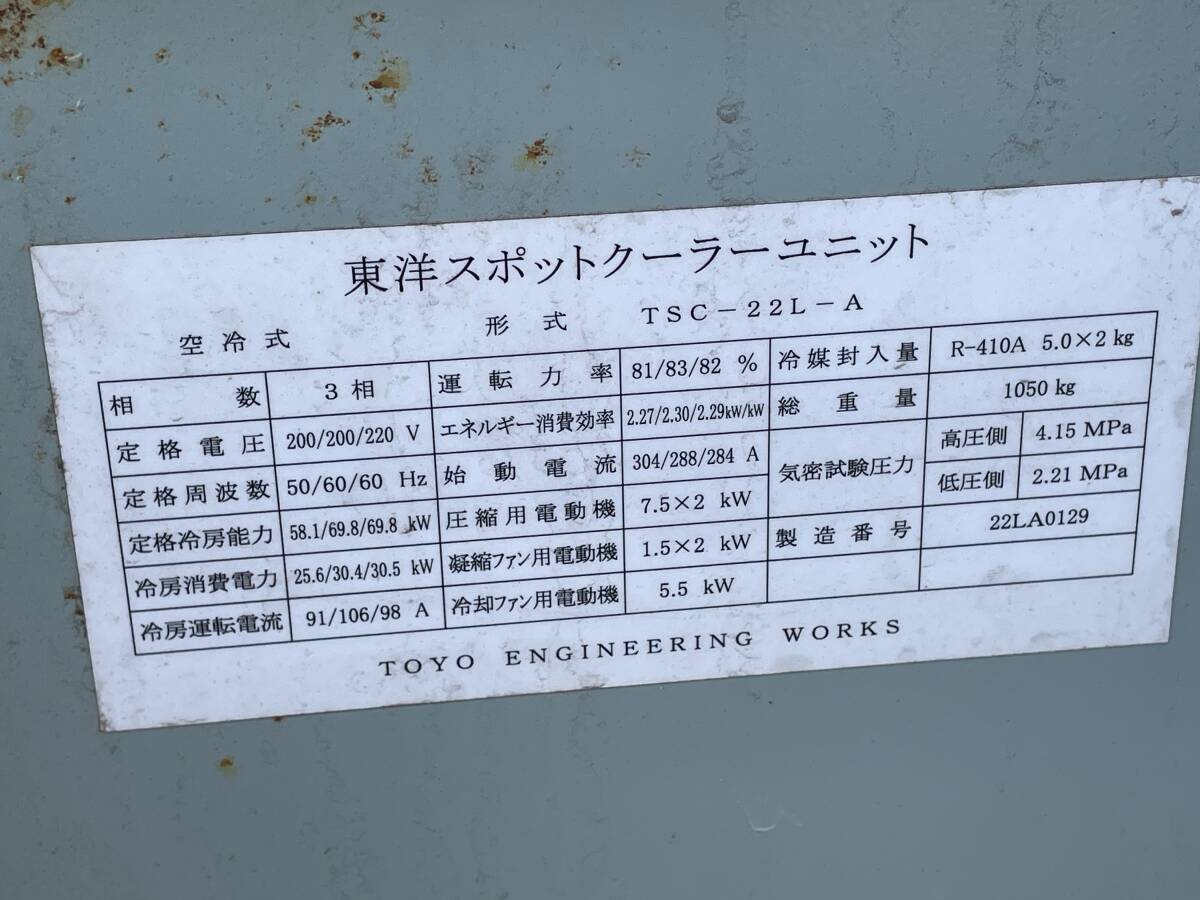 東洋スポットクーラーユニット
空冷式 形式 TSC-22L-A
相数 3相 運転力率 81/83/82 % 冷媒封入量 R-410A 5.0×2 kg
定格電圧 200/200/220 V エネルギー消費効率 2.27/2.30/2.29kW/kW 総重量 1050 kg
定格周波数 50/60/60 Hz 始動電流 304/288/284 A 気密試験圧力 高圧側 4.15 MPa
定格冷房能力 58.1/69.8/69.8 kW 圧縮用電動機 7.5×2 kW 低圧側 2.21 MPa
冷房消費電力 25.6/30.4/30.5 kW 凝縮ファン用電動機 1.5×2 kW 製造番号 22LA0129
冷房運転電流 91/106/98 A 冷却ファン用電動機 5.5 kW
TOYO ENGINEERING WORKS